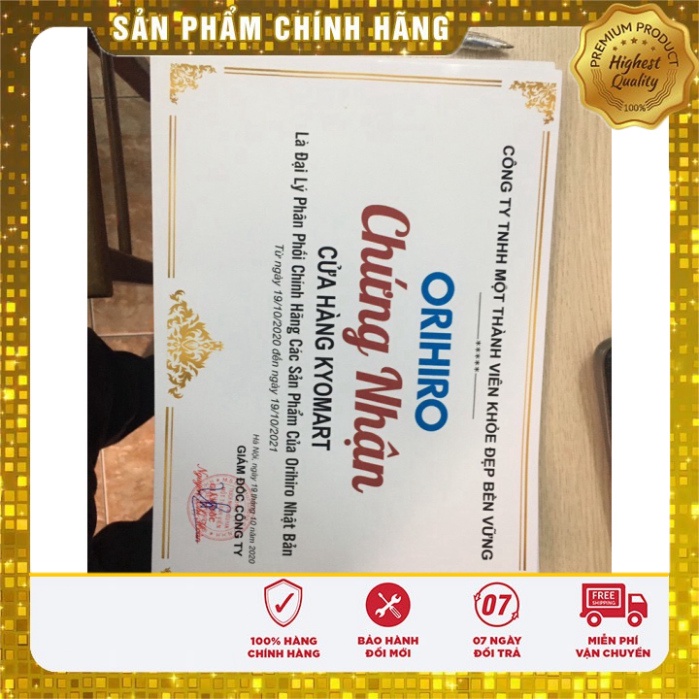 SẢN PHẨM CHÍNH HÃNG
PREMIUM PRODUCT
Highest
Quality
100%
CÔNG TY TNHH MỘT THÀNH VIÊN KHỎE ĐẸP BỀN VỮNG
*****
ORIHIRO
Chứng Nhận
CỬA HÀNG KYOMART
Là Đại Lý Phân Phối Chính Hãng Các Sản Phẩm Của Orihiro Nhật Bản
Từ ngày 19/10/2020 đến ngày 19/10/2021
Hà Nội, ngày 19 tháng 10 năm 2020
GIÁM ĐỐC CÔNG TY
100% HÀNG
CHÍNH HÃNG
BẢO HÀNH
ĐỔI MỚI
07
07 NGÀY
ĐỔI TRẢ
FREE
SHIPPING
MIỄN PHÍ
VẬN CHUYỂN